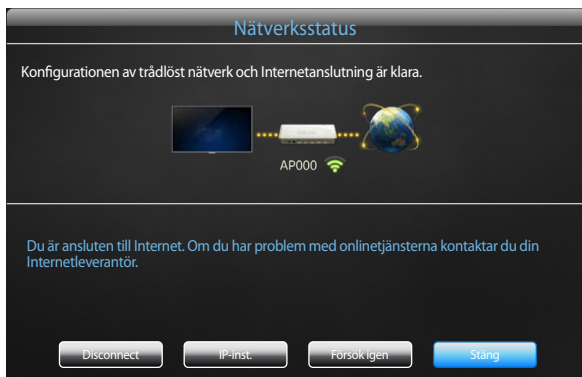 Nätverksstatus
Konfigurationen av trådlöst nätverk och Internetanslutning är klara.
AP000
Du är ansluten till Internet. Om du har problem med onlinetjänsterna kontaktar du din
Internetleverantör.
Disconnect
IP-inst.
Försök igen
Stäng